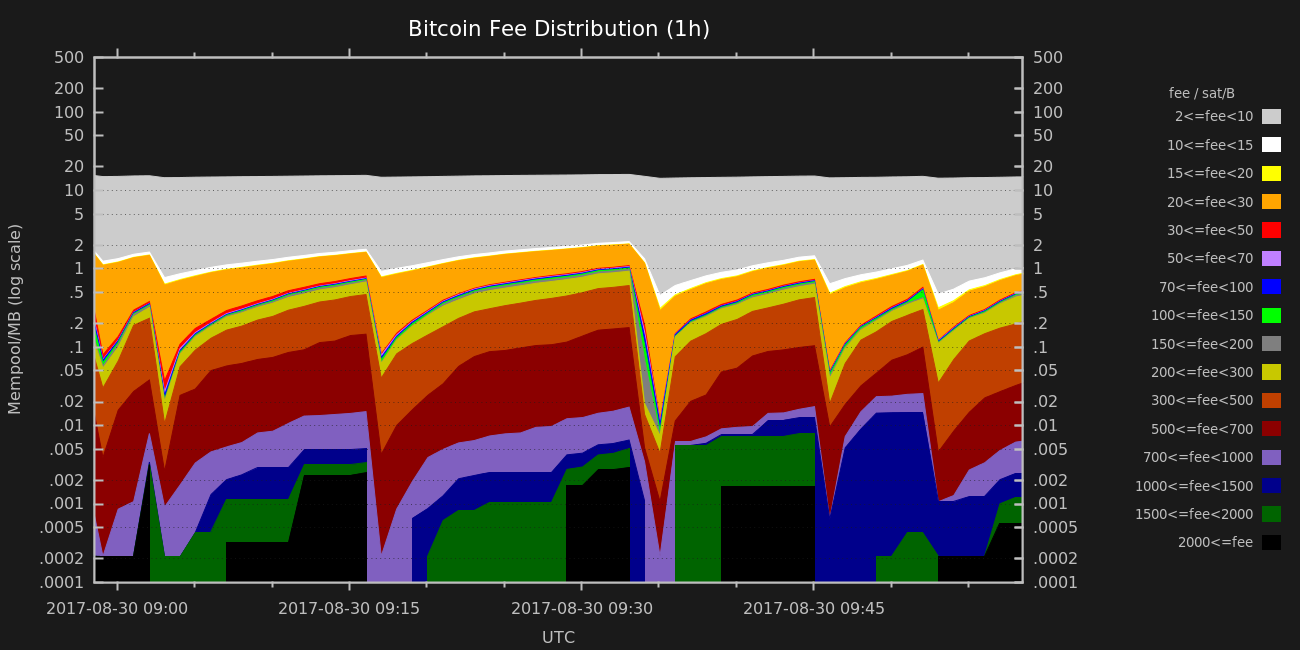 Bitcoin Fee Distribution (1h)
500 500
200 200
100 100
50 50
20 20
10 10
5 5
2 2
1 1
.5 .5
.2 .2
.1 .1
.05 .05
.02 .02
.01 .01
.005 .005
.002 .002
.001 .001
.0005 .0005
.0002 .0002
.0001 .0001
Mempool/MB (log scale)
2017-08-30 09:00 2017-08-30 09:15 2017-08-30 09:30 2017-08-30 09:45
UTC
fee / sat/B
2<=fee<10
10<=fee<15
15<=fee<20
20<=fee<30
30<=fee<50
50<=fee<70
70<=fee<100
100<=fee<150
150<=fee<200
200<=fee<300
300<=fee<500
500<=fee<700
700<=fee<1000
1000<=fee<1500
1500<=fee<2000
2000<=fee